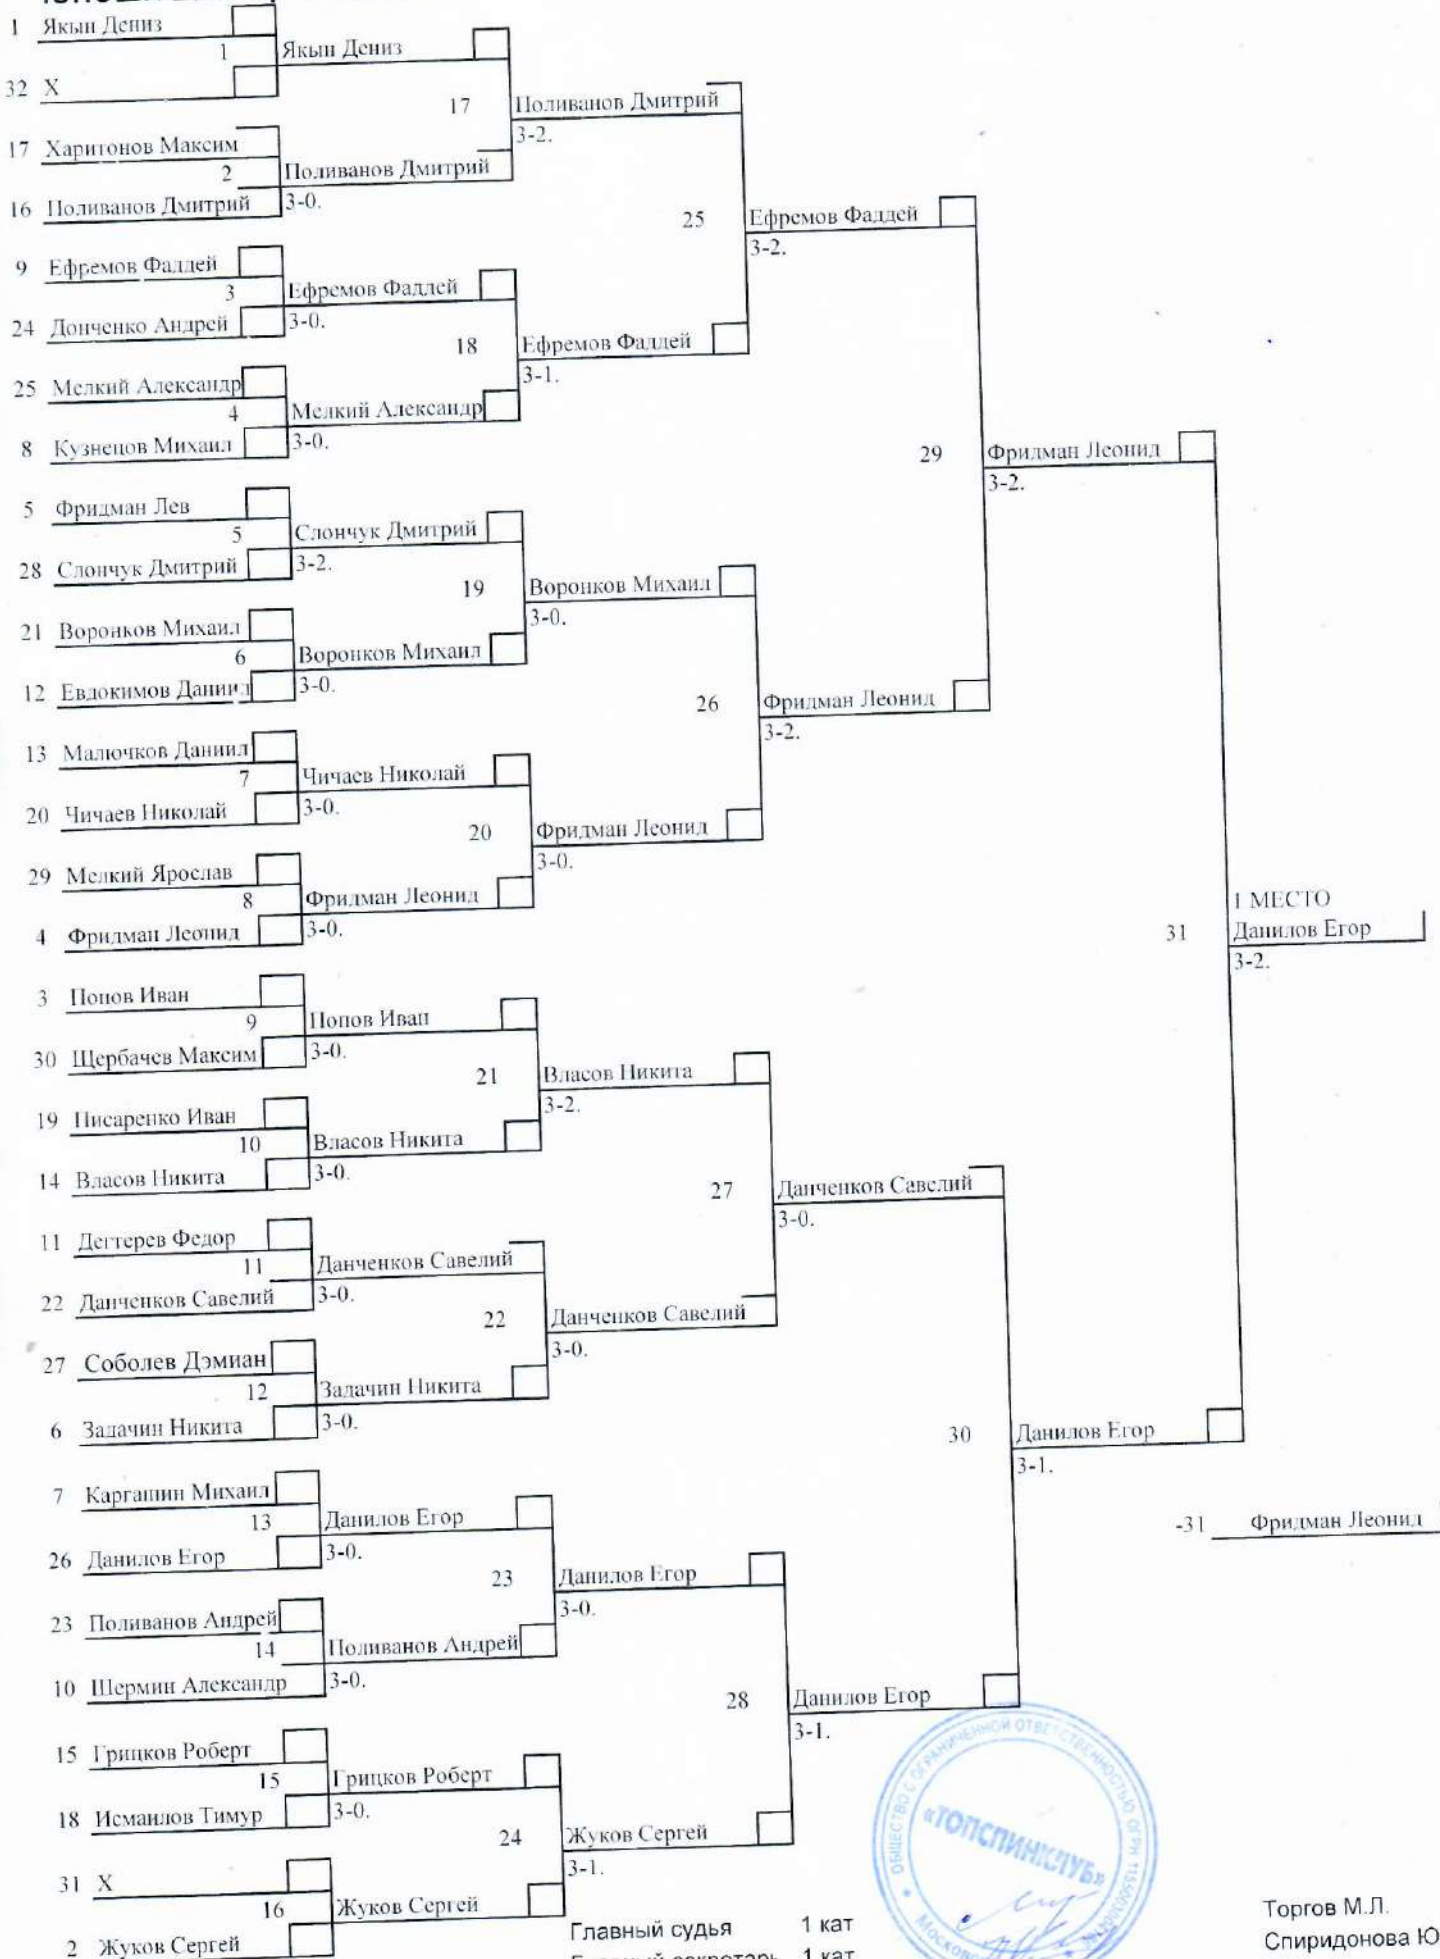 1 Якын Дениз
1 Якын Дениз
32 X
17 Поливанов Дмитрий
3-2.
17 Харитонов Максим
2 Поливанов Дмитрий
16 Поливанов Дмитрий 3-0.
25 Ефремов Фаддей
3-2.
9 Ефремов Фаддей
3 Ефремов Фаддей
24 Донченко Андрей 3-0.
18 Ефремов Фаддей
3-1.
25 Мелкий Александр
4 Мелкий Александр
8 Кузнецов Михаил 3-0.
29 Фридман Леонид
3-2.
5 Фридман Лев
5 Слончук Дмитрий
28 Слончук Дмитрий 3-2.
19 Воронков Михаил
3-0.
21 Воронков Михаил
6 Воронков Михаил
12 Евдокимов Даниил 3-0.
26 Фридман Леонид
3-2.
13 Малючков Даниил
7 Чичаев Николай
20 Чичаев Николай 3-0.
20 Фридман Леонид
3-0.
29 Мелкий Ярослав
8 Фридман Леонид
4 Фридман Леонид 3-0.
1 МЕСТО
31 Данилов Егор
3-2.
3 Попов Иван
9 Попов Иван
30 Щербачев Максим 3-0.
21 Власов Никита
3-2.
19 Писаренко Иван
10 Власов Никита
14 Власов Никита 3-0.
27 Данченков Савелий
3-0.
11 Дегтерев Федор
11 Данченков Савелий
22 Данченков Савелий 3-0.
22 Данченков Савелий
3-0.
27 Соболев Дэмиан
12 Задачин Никита
6 Задачин Никита 3-0.
30 Данилов Егор
3-1.
7 Каргашин Михаил
13 Данилов Егор
-31 Фридман Леонид
26 Данилов Егор 3-0.
23 Данилов Егор
3-0.
23 Поливанов Андрей
14 Поливанов Андрей
10 Шермин Александр 3-0.
28 Данилов Егор
3-1.
15 Грицков Роберт
15 Грицков Роберт
18 Исмаилов Тимур 3-0.
24 Жуков Сергей
3-1.
31 X
16 Жуков Сергей
2 Жуков Сергей
ОБЩЕСТВО С ОГРАНИЧЕННОЙ ОТВЕТСТВЕННОСТЬЮ ОГРН
«ТОПСПИНКЛУБ»
Главный судья 1 кат Торгов М.Л.
Главный секретарь 1 кат Спиридонова Ю